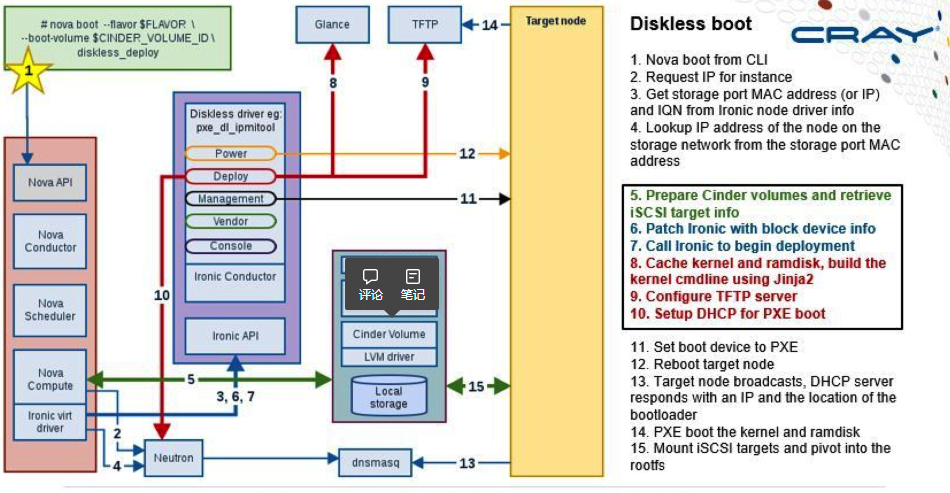 # nova boot --flavor $FLAVOR \
--boot-volume $CINDER_VOLUME_ID \
diskless_deploy
1
Glance
TFTP
14
Target node
8
9
Diskless driver eg:
pxe_dl_ipmitool
Power
Deploy
Management
Vendor
Console
Ironic Conductor
Ironic API
12
11
10
Nova API
Nova
Conductor
Nova
Scheduler
Nova
Compute
Ironic virt
driver
5
3, 6, 7
2
4
评论
笔记
Cinder Volume
LVM driver
Local
storage
15
Neutron
dnsmasq
13
Diskless boot
CRAY
1. Nova boot from CLI
2. Request IP for instance
3. Get storage port MAC address (or IP)
and IQN from Ironic node driver info
4. Lookup IP address of the node on the
storage network from the storage port MAC
address
5. Prepare Cinder volumes and retrieve
iSCSI target info
6. Patch Ironic with block device info
7. Call Ironic to begin deployment
8. Cache kernel and ramdisk, build the
kernel cmdline using Jinja2
9. Configure TFTP server
10. Setup DHCP for PXE boot
11. Set boot device to PXE
12. Reboot target node
13. Target node broadcasts, DHCP server
responds with an IP and the location of the
bootloader
14. PXE boot the kernel and ramdisk
15. Mount iSCSI targets and pivot into the
rootfs